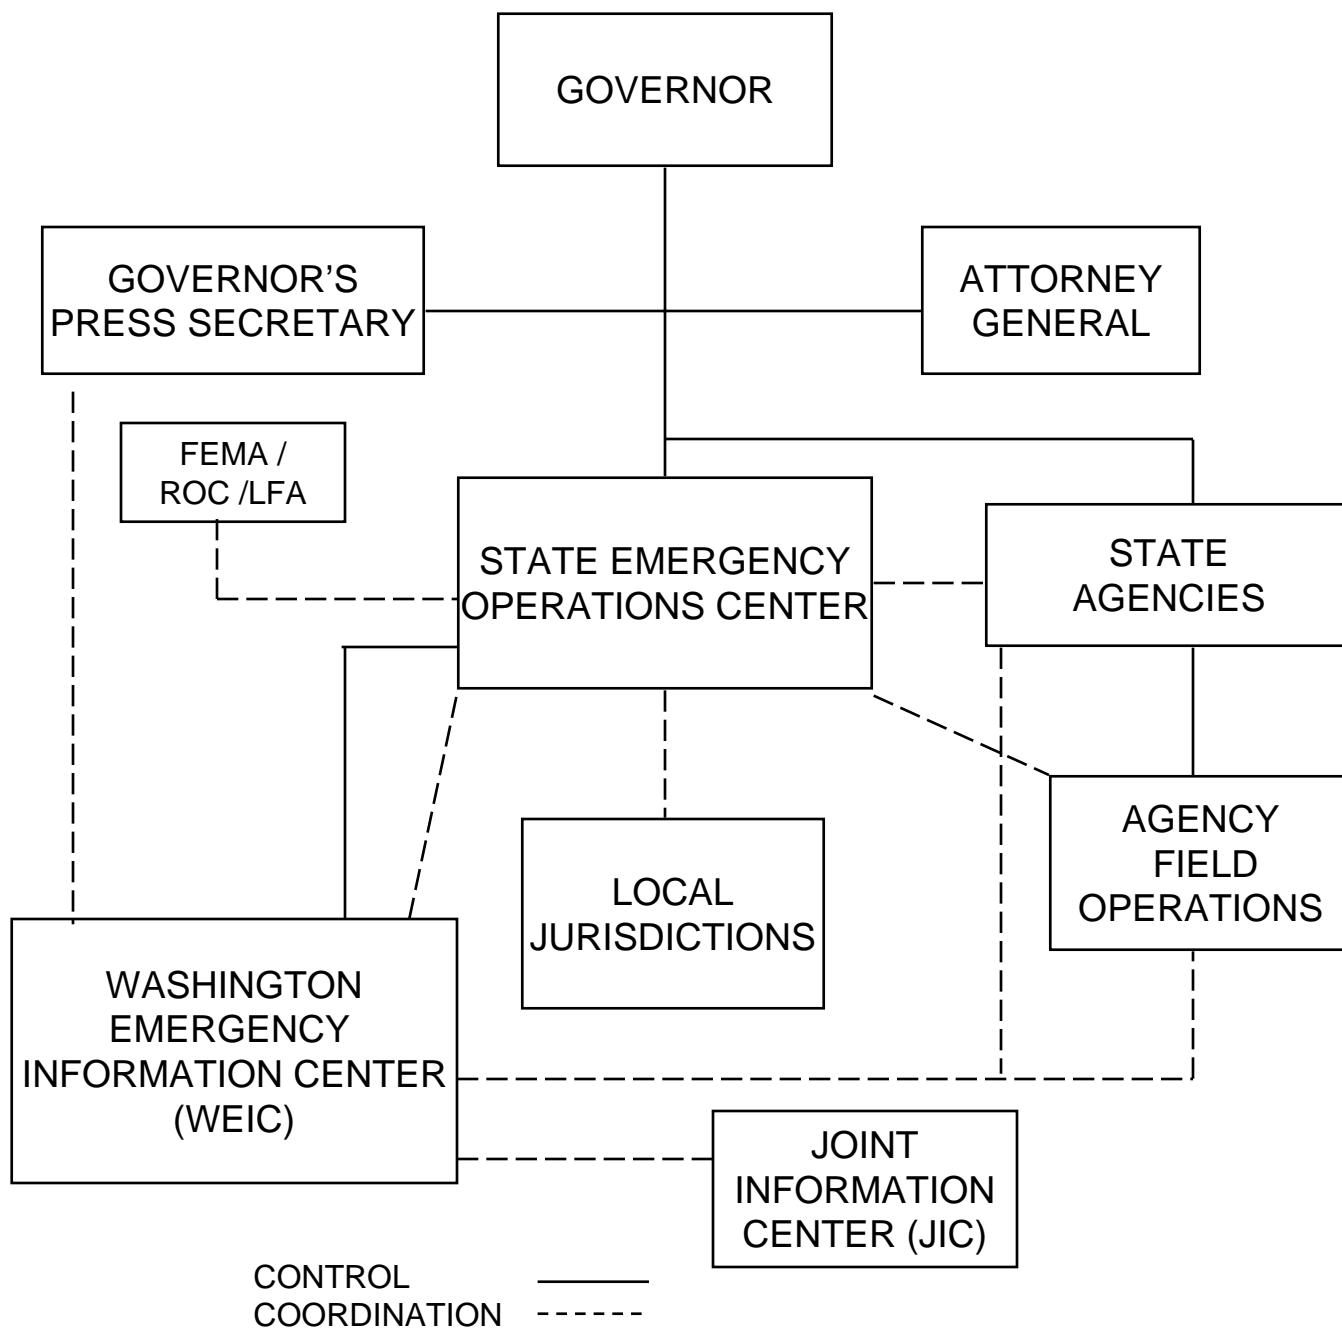 GOVERNOR
GOVERNOR'S
PRESS SECRETARY
ATTORNEY
GENERAL
FEMA /
ROC /LFA
STATE EMERGENCY
OPERATIONS CENTER
STATE
AGENCIES
LOCAL
JURISDICTIONS
AGENCY
FIELD
OPERATIONS
WASHINGTON
EMERGENCY
INFORMATION CENTER
(WEIC)
JOINT
INFORMATION
CENTER (JIC)
CONTROL
COORDINATION